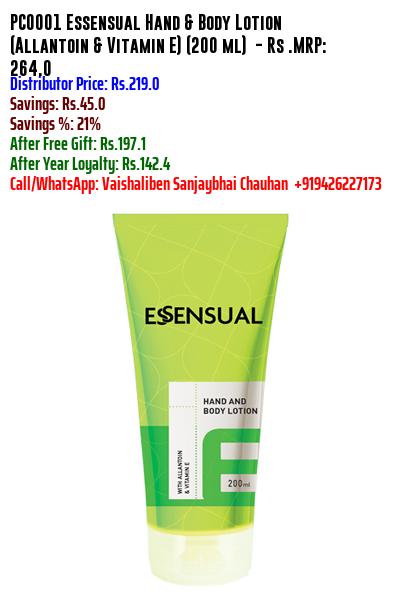 PC0001 Essensual Hand & Body Lotion
(Allantoin & Vitamin E) (200 ml) - Rs .MRP:
264,0
Distributor Price: Rs.219.0
Savings: Rs.45.0
Savings %: 21%
After Free Gift: Rs.197.1
After Year Loyalty: Rs.142.4
Call/WhatsApp: Vaishaliben Sanjaybhai Chauhan +919426227173
ESSENSUAL
HAND AND
BODY LOTION
WITH ALLANTOIN
& VITAMIN E
E
200ml